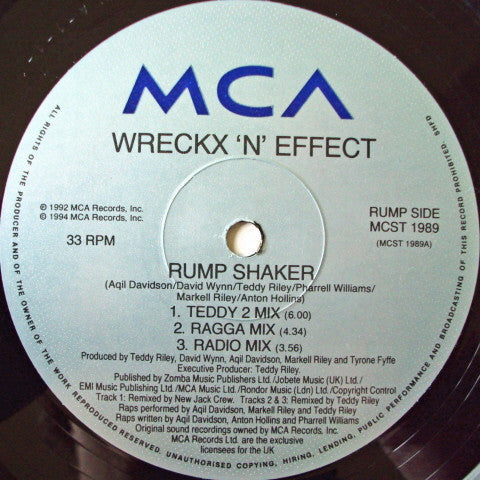 MCA
WRECKX 'N' EFFECT
© 1992 MCA Records, Inc.
© 1994 MCA Records, Inc.
33 RPM
RUMP SIDE
MCST 1989
(MCST 1989A)
RUMP SHAKER
(Aqil Davidson/David Wynn/Teddy Riley/Pharrell Williams/
Markell Riley/Anton Hollins)
1. TEDDY 2 MIX (6.00)
2. RAGGA MIX (4.34)
3. RADIO MIX (3.56)
Produced by Teddy Riley, David Wynn, Aqil Davidson, Markell Riley and Tyrone Fyffe
Executive Producer: Teddy Riley.
Published by Zomba Music Publishers Ltd./Jobete Music (UK) Ltd./
EMI Music Publishing Ltd./MCA Music Ltd./Rondor Music (Ldn) Ltd./Copyright Control
Track 1: Remixed by New Jack Crew. Tracks 2 & 3: Remixed by Teddy Riley
Raps performed by Aqil Davidson, Markell Riley and Teddy Riley
Raps written by Aqil Davidson, Anton Hollins and Pharrell Williams
Original sound recordings owned by MCA Records Inc.
MCA Records Ltd. are the exclusive
licensees for the UK
ALL RIGHTS OF THE PRODUCER AND OF THE OWNER OF THE WORK REPRODUCED RESERVED. UNAUTHORISED COPYING, HIRING, LENDING, PUBLIC PERFORMANCE AND BROADCASTING OF THIS RECORD PROHIBITED. SHFD